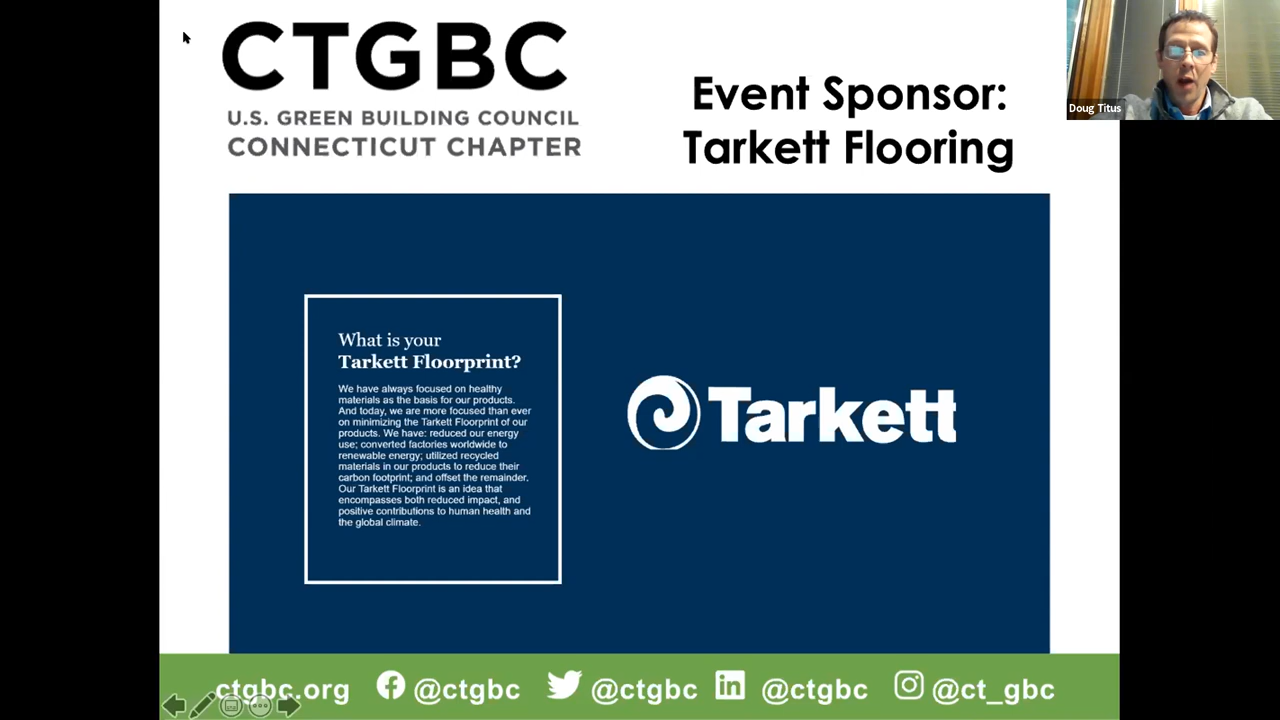 CTGBC
U.S. GREEN BUILDING COUNCIL
CONNECTICUT CHAPTER
Event Sponsor:
Tarkett Flooring
Doug Titus
What is your
Tarkett Floorprint?
We have always focused on healthy
materials as the basis for our products.
And today, we are more focused than ever
on minimizing the Tarkett Floorprint of our
products. We have: reduced our energy
use; converted factories worldwide to
renewable energy; utilized recycled
materials in our products to reduce their
carbon footprint; and offset the remainder.
Our Tarkett Floorprint is an idea that
encompasses both reduced impact, and
positive contributions to human health and
the global climate.
Tarkett
ctgbc.org @ctgbc @ctgbc @ctgbc @ct_gbc